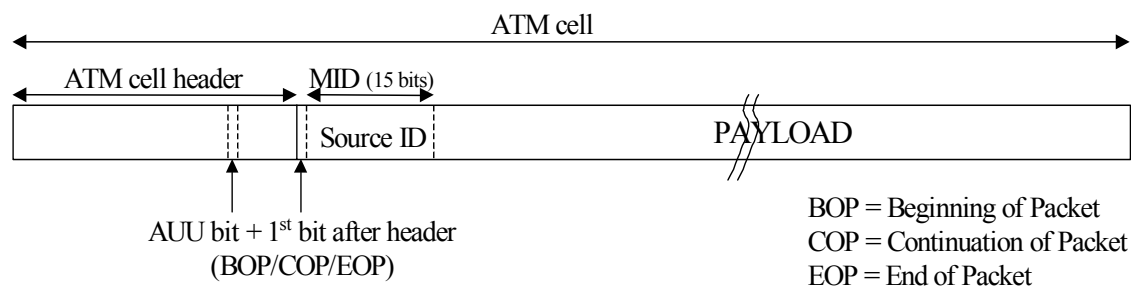 ATM cell
ATM cell header
MID (15 bits)
Source ID
PAYLOAD
AUU bit + 1st bit after header
(BOP/COP/EOP)
BOP = Beginning of Packet
COP = Continuation of Packet
EOP = End of Packet